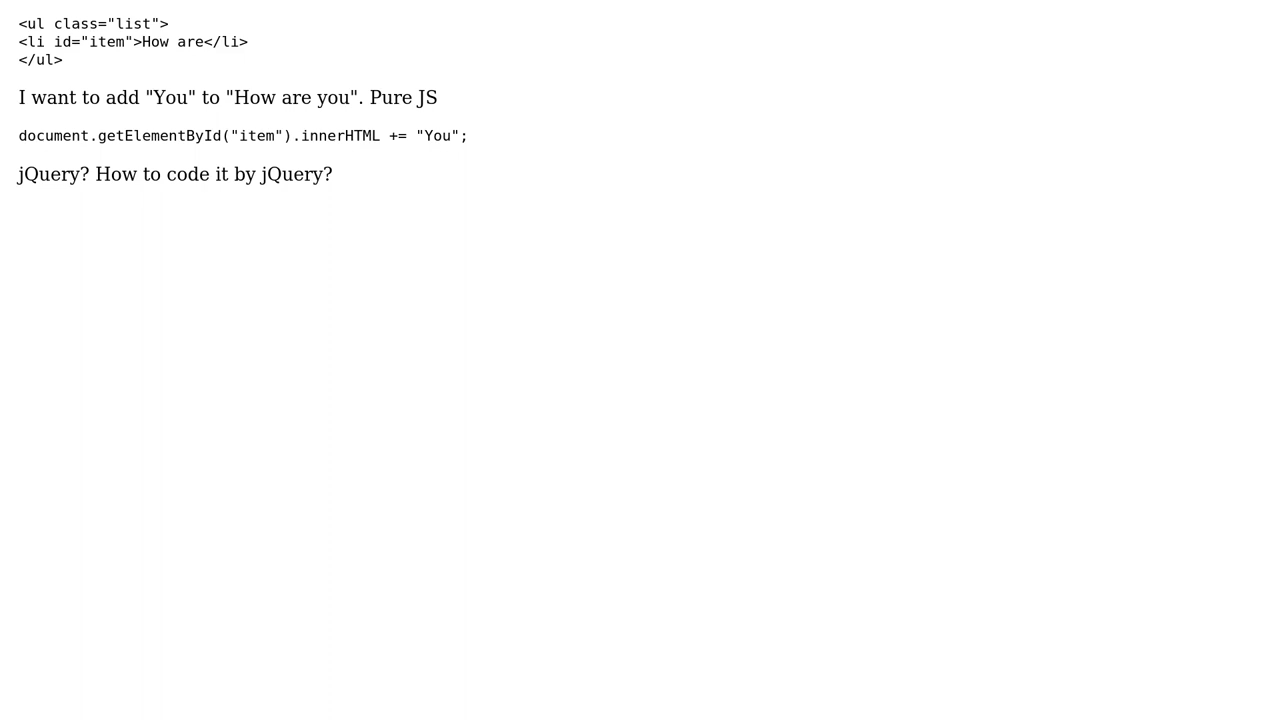 <ul class="list">
<li id="item">How are</li>
</ul>
I want to add "You" to "How are you". Pure JS
document.getElementById("item").innerHTML += "You";
jQuery? How to code it by jQuery?